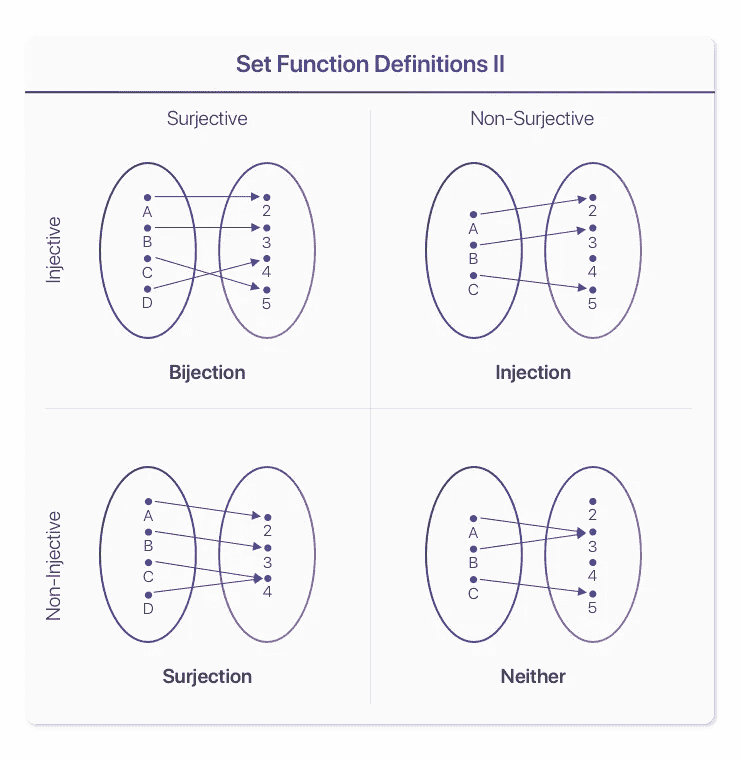 Set Function Definitions II
Surjective
Non-Surjective
Injective
A
B
C
D
2
3
4
5
Bijection
A
B
C
2
3
4
5
Injection
Non-Injective
A
B
C
D
2
3
4
Surjection
A
B
C
2
3
4
5
Neither